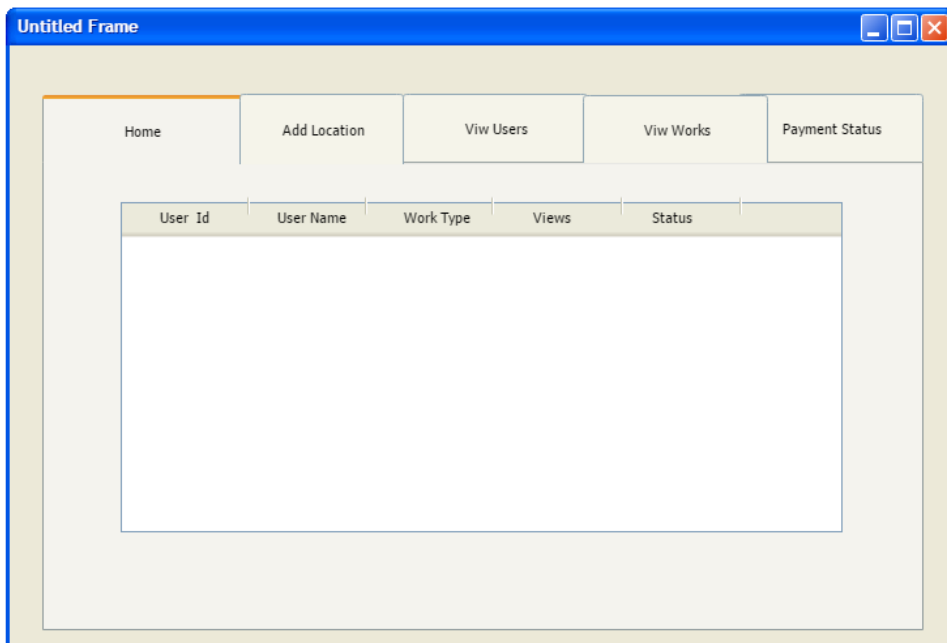 Untitled Frame
Home Add Location Viw Users Viw Works Payment Status
User Id User Name Work Type Views Status